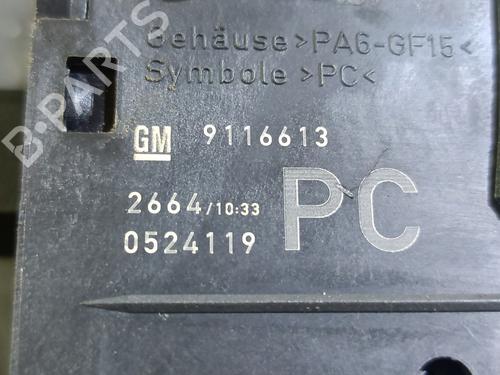 Gehäuse >PA6-GF15<
Symbole >PC<
GM 9116613
2664/10:33
0524119
PC
B-PARTS